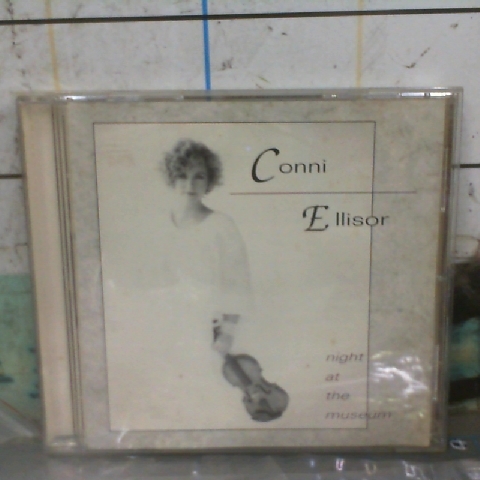 Conni
Ellisor
night
at
the
museum